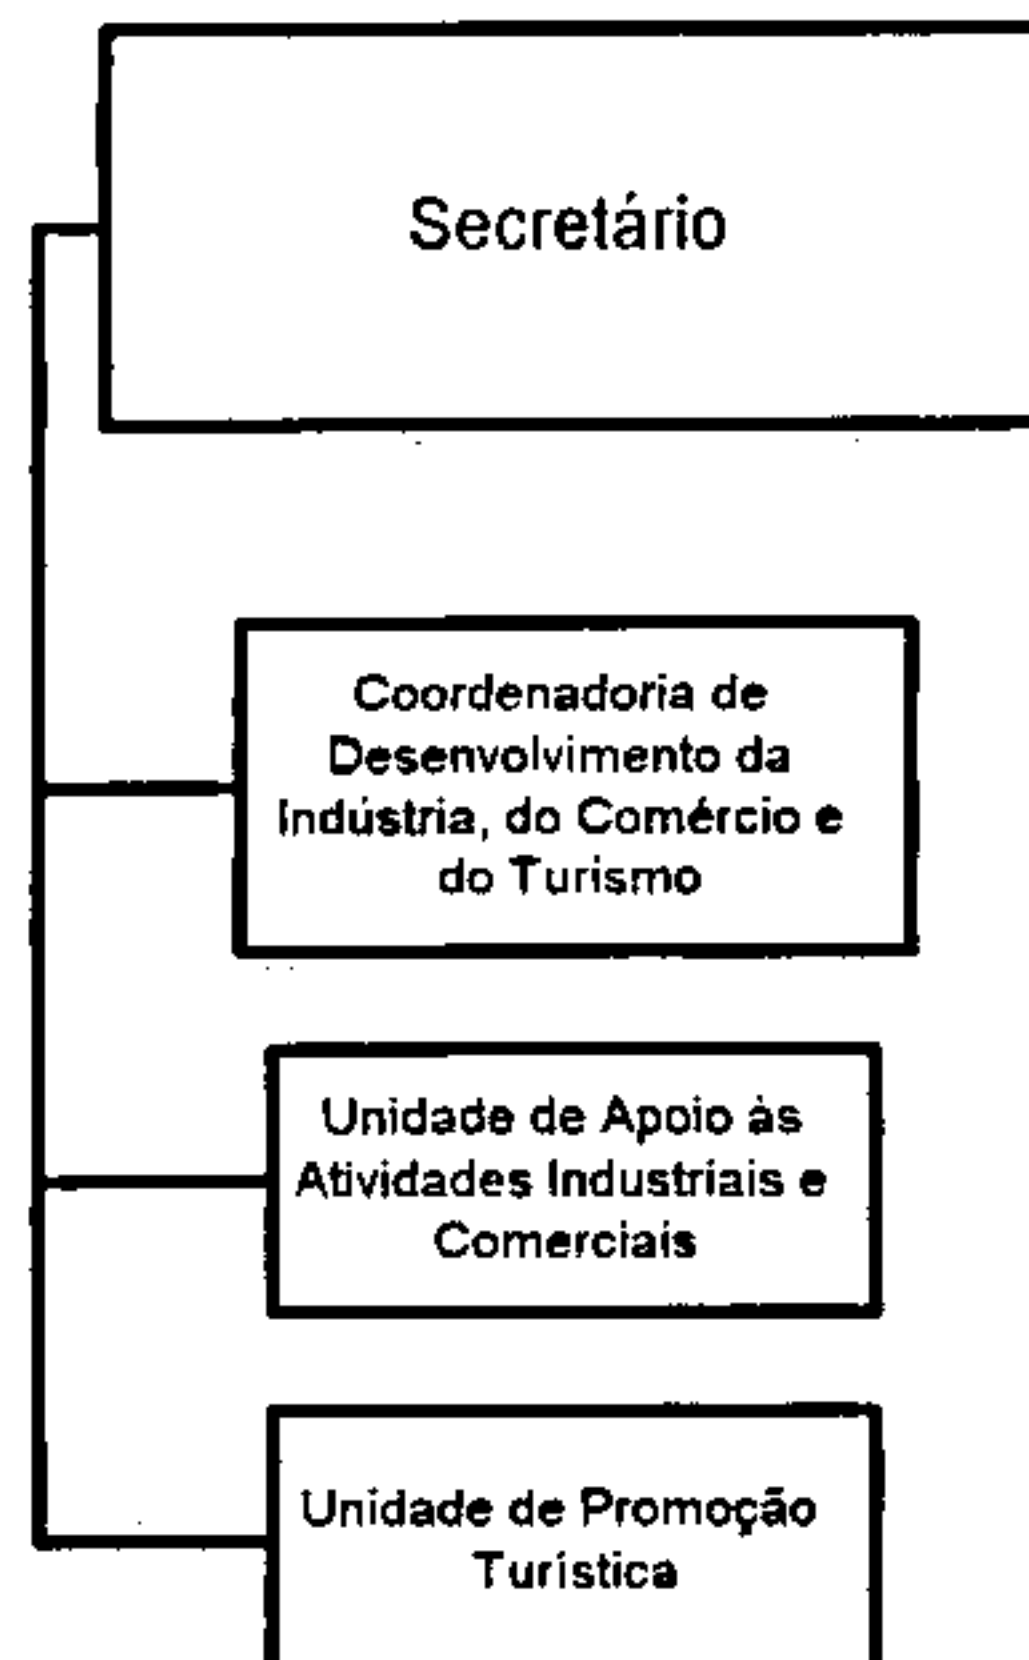 Secretário
Coordenadoria de
Desenvolvimento da
Indústria, do Comércio e
do Turismo
Unidade de Apoio às
Atividades Industriais e
Comerciais
Unidade de Promoção
Turística